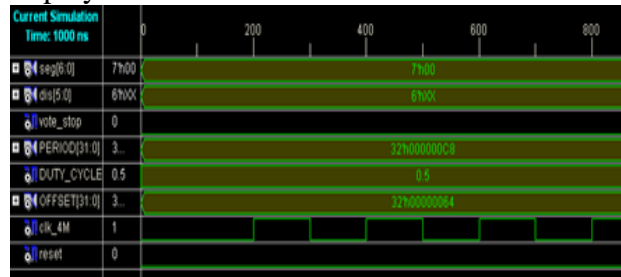 Current Simulation
Time: 1000 ns
0 200 400 600 800
seg[6:0] 7'h00 7'h00
dis[5:0] 6'hXX 6'hXX
vote_stop 0
PERIOD[31:0] 3... 32'h000000C8
DUTY_CYCLE 0.5 0.5
OFFSET[31:0] 3... 32'h00000064
clk_4M 1
reset 0